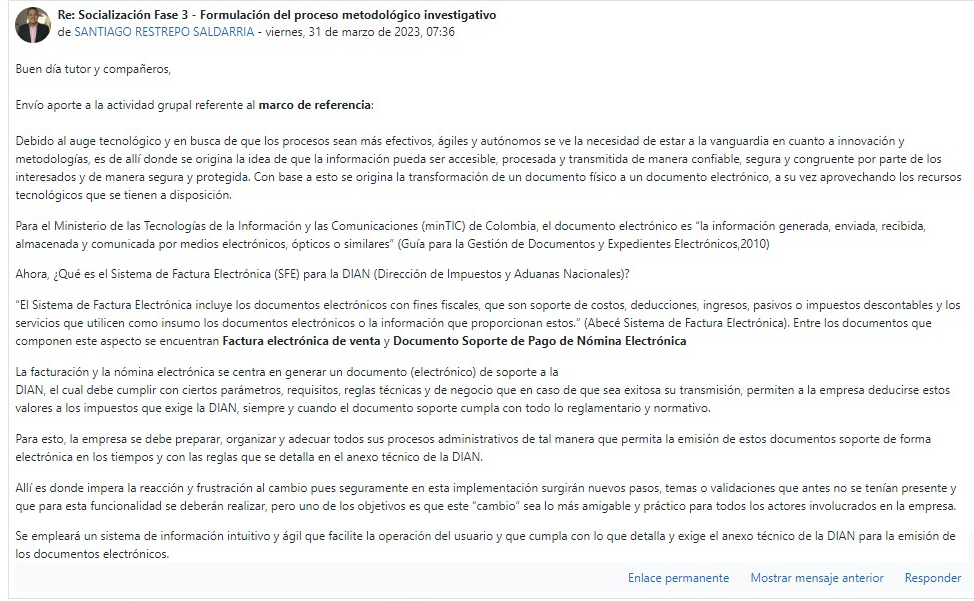 Re: Socialización Fase 3 - Formulación del proceso metodológico investigativo
de SANTIAGO RESTREPO SALDARRIA - viernes, 31 de marzo de 2023, 07:36
Buen día tutor y compañeros,
Envío aporte a la actividad grupal referente al marco de referencia:
Debido al auge tecnológico y en busca de que los procesos sean más efectivos, ágiles y autónomos se ve la necesidad de estar a la vanguardia en cuanto a innovación y
metodologías, es de allí donde se origina la idea de que la información pueda ser accesible, procesada y transmitida de manera confiable, segura y congruente por parte de los
interesados y de manera segura y protegida. Con base a esto se origina la transformación de un documento físico a un documento electrónico, a su vez aprovechando los recursos
tecnológicos que se tienen a disposición.
Para el Ministerio de las Tecnologías de la Información y las Comunicaciones (minTIC) de Colombia, el documento electrónico es “la información generada, enviada, recibida,
almacenada y comunicada por medios electrónicos, ópticos o similares” (Guía para la Gestión de Documentos y Expedientes Electrónicos,2010)
Ahora, ¿Qué es el Sistema de Factura Electrónica (SFE) para la DIAN (Dirección de Impuestos y Aduanas Nacionales)?
“El Sistema de Factura Electrónica incluye los documentos electrónicos con fines fiscales, que son soporte de costos, deducciones, ingresos, pasivos o impuestos descontables y los
servicios que utilicen como insumo los documentos electrónicos o la información que proporcionan estos.” (Abecé Sistema de Factura Electrónica). Entre los documentos que
componen este aspecto se encuentran Factura electrónica de venta y Documento Soporte de Pago de Nómina Electrónica
La facturación y la nómina electrónica se centra en generar un documento (electrónico) de soporte a la
DIAN, el cual debe cumplir con ciertos parámetros, requisitos, reglas técnicas y de negocio que en caso de que sea exitosa su transmisión, permiten a la empresa deducirse estos
valores a los impuestos que exige la DIAN, siempre y cuando el documento soporte cumpla con todo lo reglamentario y normativo.
Para esto, la empresa se debe preparar, organizar y adecuar todos sus procesos administrativos de tal manera que permita la emisión de estos documentos soporte de forma
electrónica en los tiempos y con las reglas que se detalla en el anexo técnico de la DIAN.
Allí es donde impera la reacción y frustración al cambio pues seguramente en esta implementación surgirán nuevos pasos, temas o validaciones que antes no se tenían presente y
que para esta funcionalidad se deberán realizar, pero uno de los objetivos es que este “cambio” sea lo más amigable y práctico para todos los actores involucrados en la empresa.
Se empleará un sistema de información intuitivo y ágil que facilite la operación del usuario y que cumpla con lo que detalla y exige el anexo técnico de la DIAN para la emisión de
los documentos electrónicos.
Enlace permanente Mostrar mensaje anterior Responder